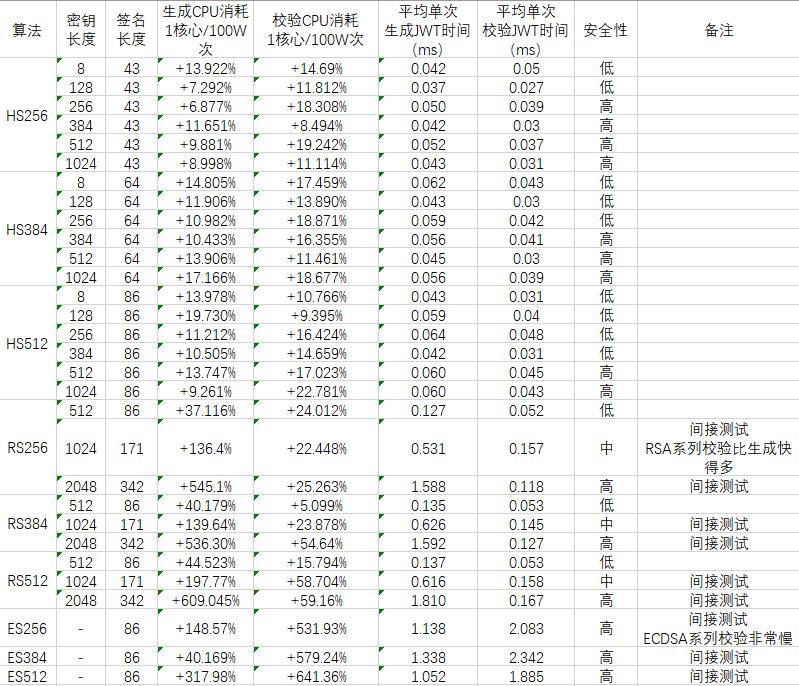 算法 密钥长度 签名长度 生成CPU消耗1核心/100W次 校验CPU消耗1核心/100W次 平均单次生成JWT时间（ms） 平均单次校验JWT时间（ms） 安全性 备注
HS256 8 43 +13.922% +14.69% 0.042 0.05 低
128 43 +7.292% +11.812% 0.037 0.027 低
256 43 +6.877% +18.308% 0.050 0.039 高
384 43 +11.651% +8.494% 0.042 0.03 高
512 43 +9.881% +19.242% 0.052 0.037 高
1024 43 +8.998% +11.114% 0.043 0.031 高
HS384 8 64 +14.805% +17.459% 0.062 0.043 低
128 64 +11.906% +13.890% 0.043 0.03 低
256 64 +10.982% +18.871% 0.059 0.042 低
384 64 +10.433% +16.355% 0.056 0.041 高
512 64 +13.906% +11.461% 0.045 0.03 高
1024 64 +17.166% +18.677% 0.056 0.039 高
HS512 8 86 +13.978% +10.766% 0.043 0.031 低
128 86 +19.730% +9.395% 0.059 0.04 低
256 86 +11.212% +16.424% 0.064 0.048 低
384 86 +10.505% +14.659% 0.042 0.031 低
512 86 +13.747% +17.023% 0.060 0.045 高
1024 86 +9.261% +22.781% 0.060 0.043 高
RS256 512 86 +37.116% +24.012% 0.127 0.052 低
1024 171 +136.4% +22.448% 0.531 0.157 中 间接测试
RSA系列校验比生成快
得多
2048 342 +545.1% +25.263% 1.588 0.118 高 间接测试
RS384 512 86 +40.179% +5.099% 0.135 0.053 低
1024 171 +139.64% +23.878% 0.626 0.145 中 间接测试
2048 342 +536.30% +54.64% 1.592 0.127 高 间接测试
RS512 512 86 +44.523% +15.794% 0.137 0.053 低
1024 171 +197.77% +58.704% 0.616 0.158 中 间接测试
2048 342 +609.045% +59.16% 1.810 0.167 高 间接测试
ES256 - 86 +148.57% +531.93% 1.138 2.083 高 间接测试
ECDSA系列校验非常慢
ES384 - 86 +40.169% +579.24% 1.338 2.342 高 间接测试
ES512 - 86 +317.98% +641.36% 1.052 1.885 高 间接测试